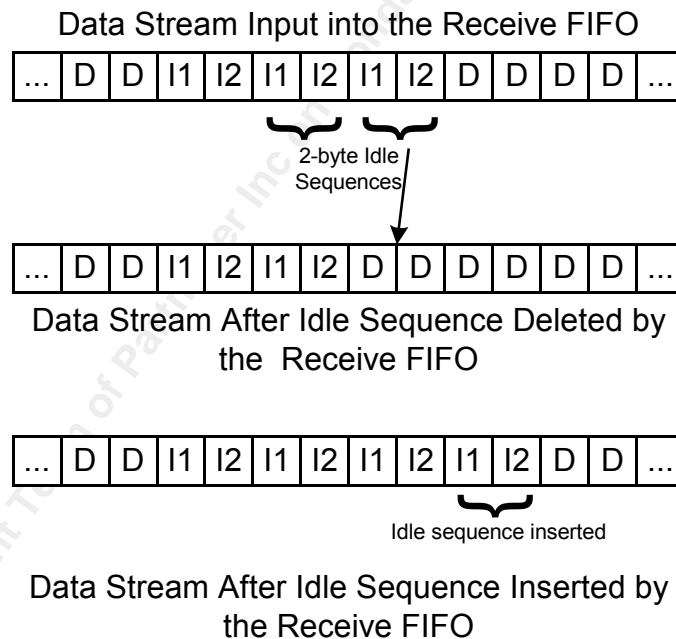 Data Stream Input into the Receive FIFO
... D D I1 I2 I1 I2 I1 I2 D D D D ...
2-byte Idle
Sequences
... D D I1 I2 I1 I2 D D D D D D ...
Data Stream After Idle Sequence Deleted by
the Receive FIFO
... D D I1 I2 I1 I2 I1 I2 I1 I2 D D ...
Idle sequence inserted
Data Stream After Idle Sequence Inserted by
the Receive FIFO